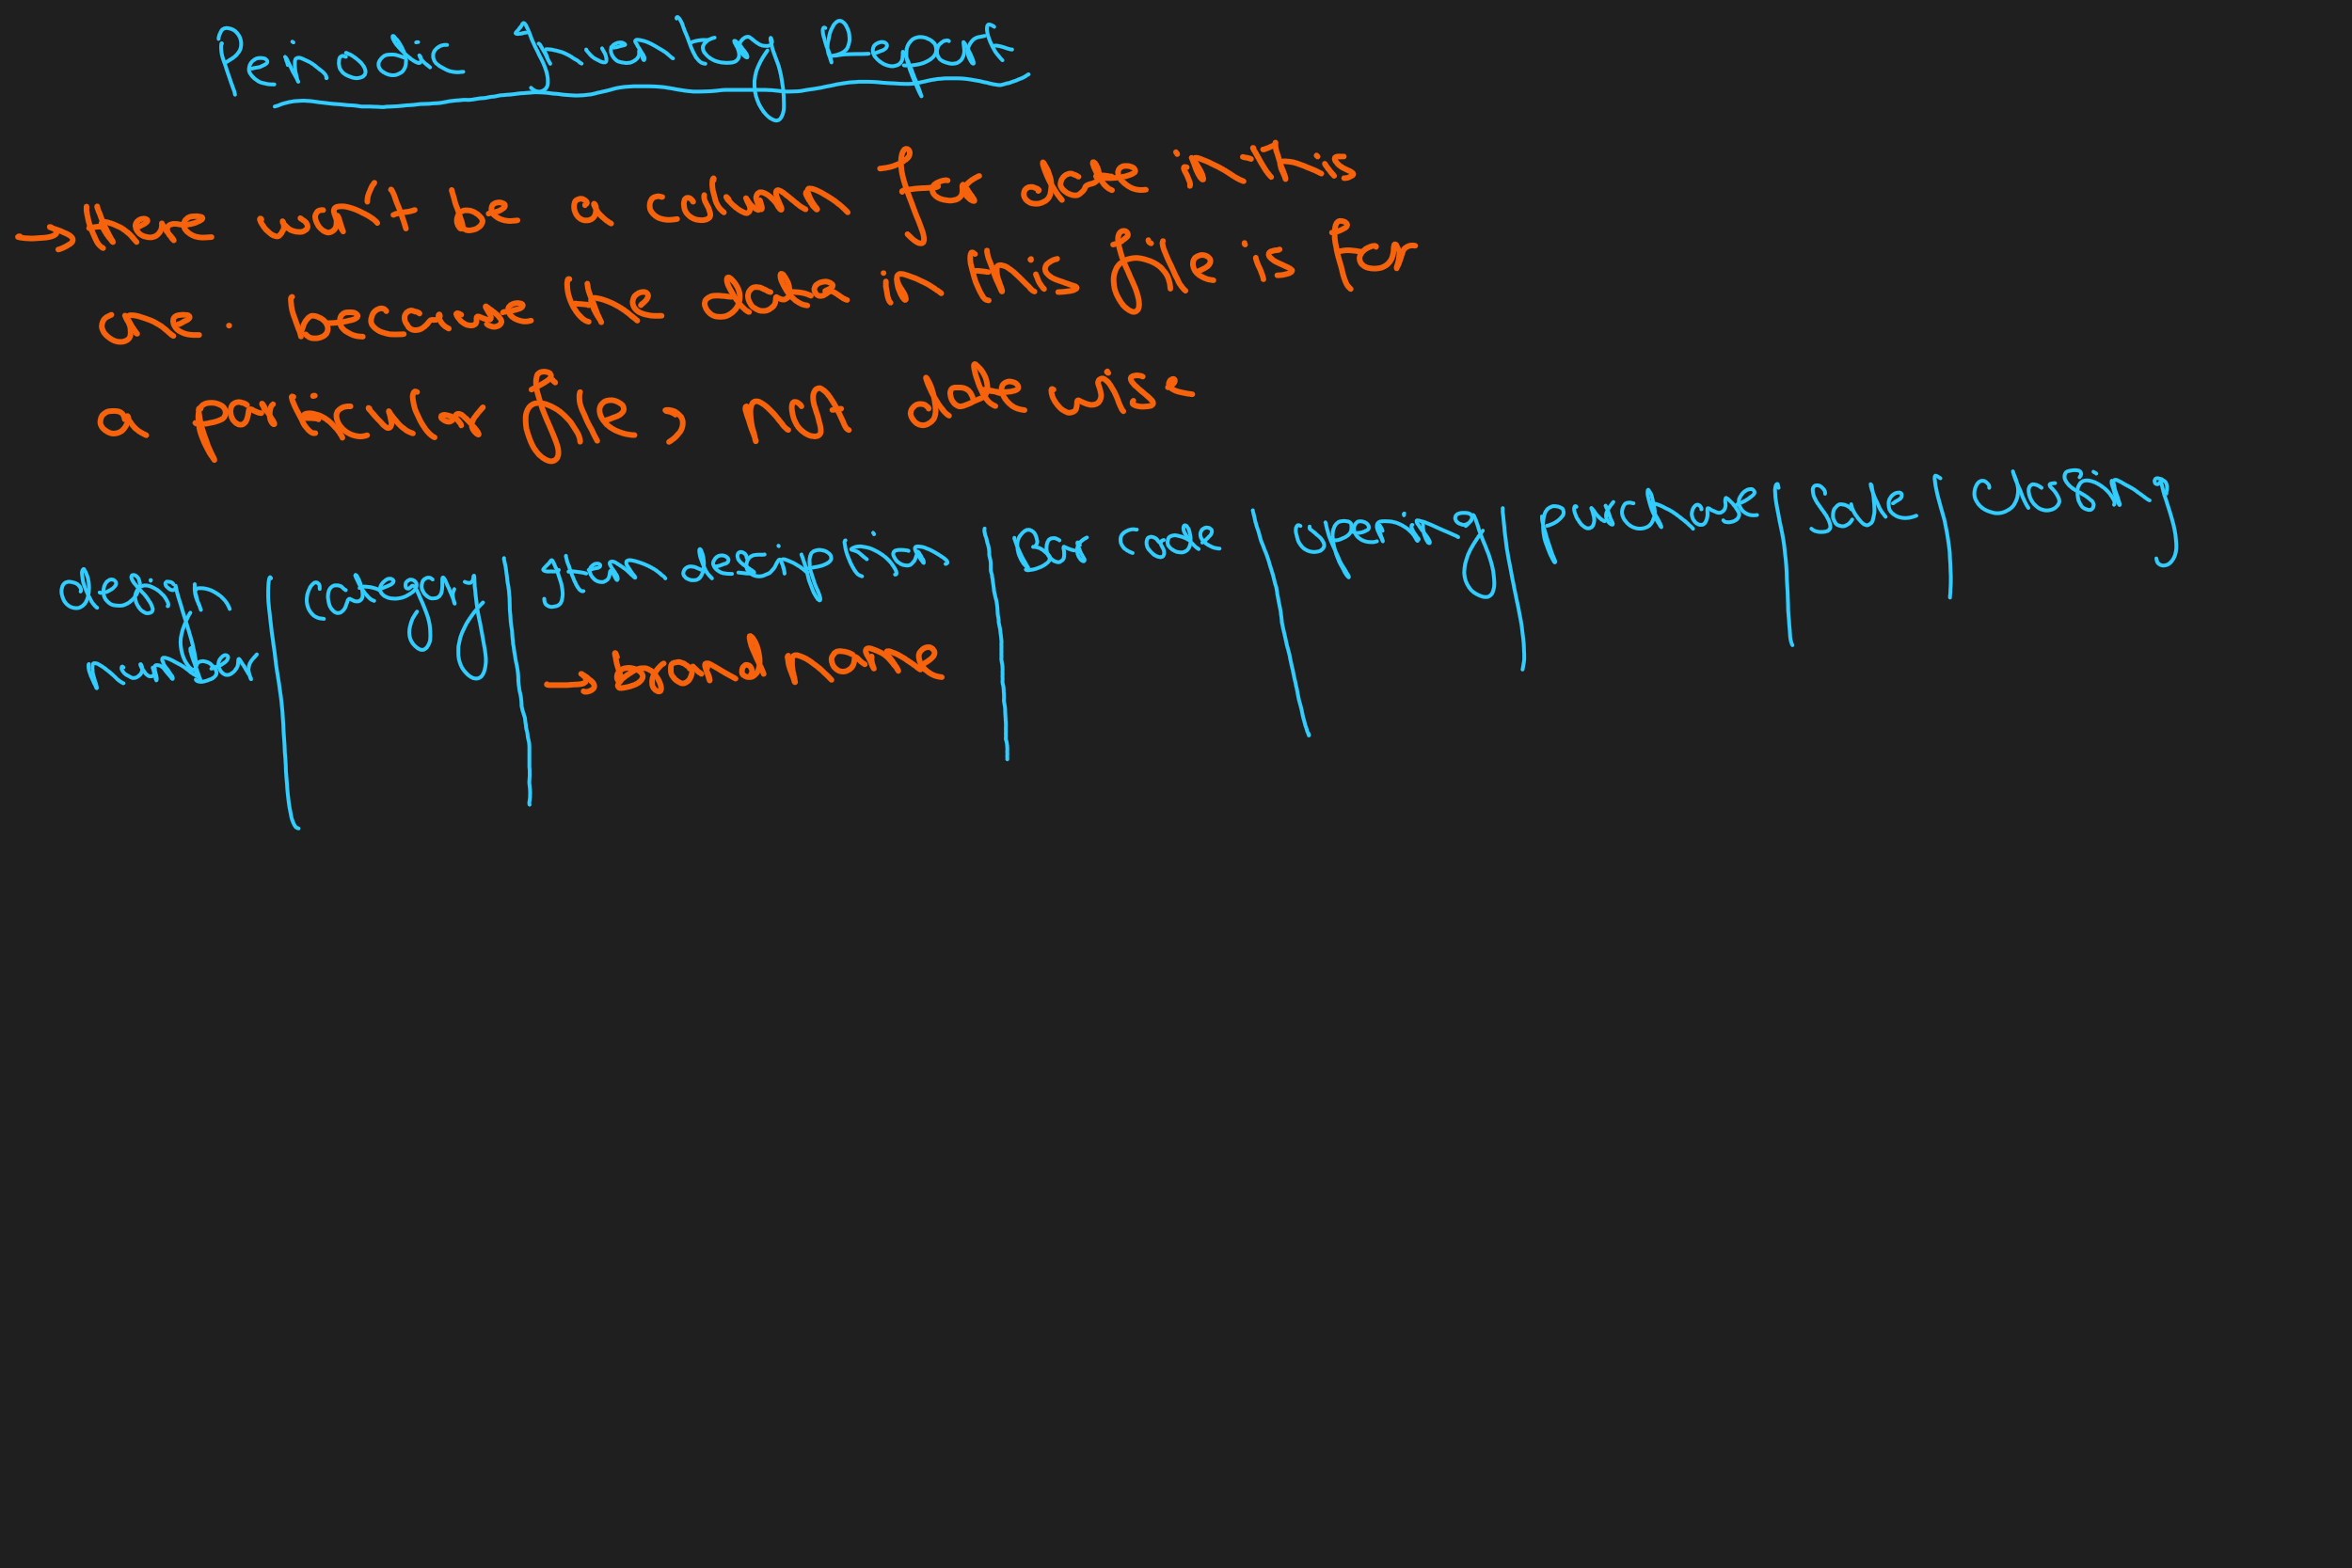 Periodic Inventory Report
→ there won't be any column for date in this
one. because the data in this file is for
a particular file, not date wise.
design number | Category | Item description | Bar code | Opening | purchase | Sale | closing
→ brand name